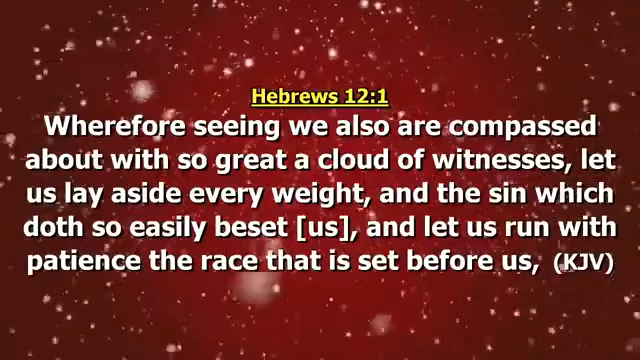 Hebrews 12:1
Wherefore seeing we also are compassed
about with so great a cloud of witnesses, let
us lay aside every weight, and the sin which
doth so easily beset [us], and let us run with
patience the race that is set before us, (KJV)